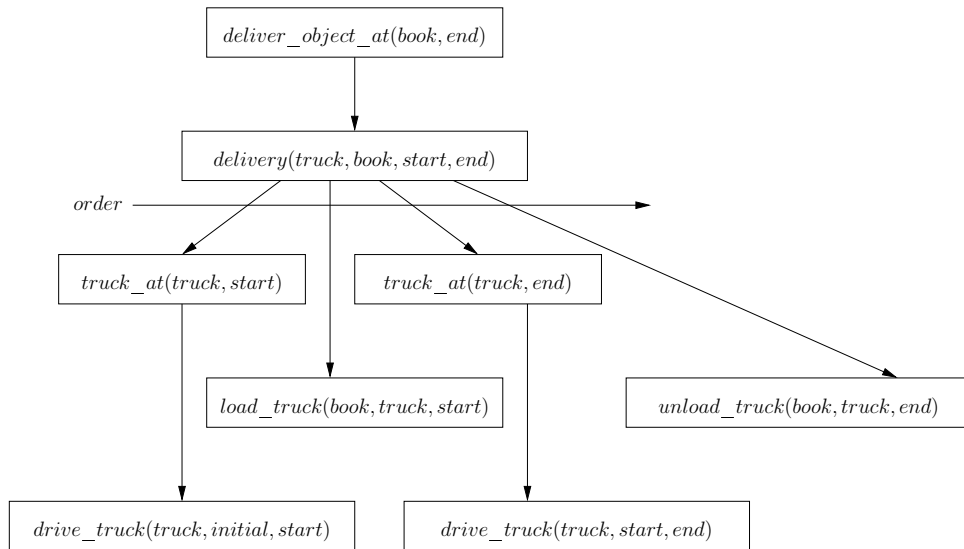 deliver_object_at(book, end)
delivery(truck, book, start, end)
order
truck_at(truck, start)
truck_at(truck, end)
load_truck(book, truck, start)
unload_truck(book, truck, end)
drive_truck(truck, initial, start)
drive_truck(truck, start, end)